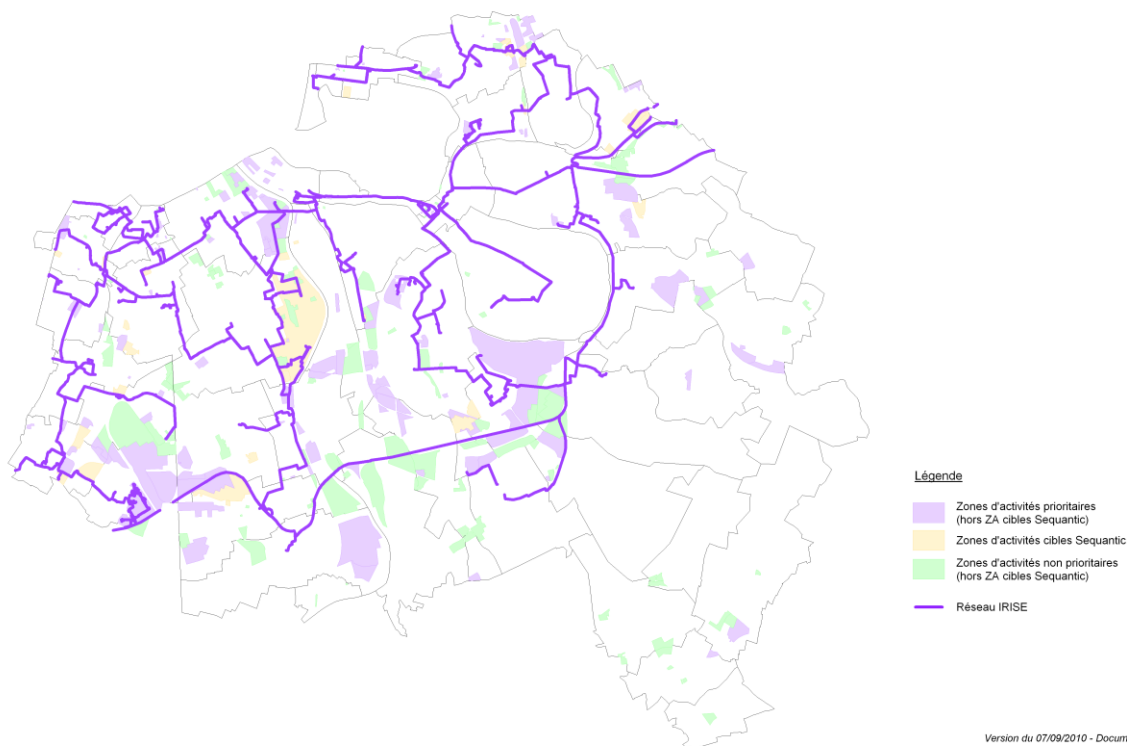 Légende
Zones d'activités prioritaires
(hors ZA cibles Sequantic)
Zones d'activités cibles Sequantic
Zones d'activités non prioritaires
(hors ZA cibles Sequantic)
Réseau IRISE
Version du 07/09/2010 - Docum